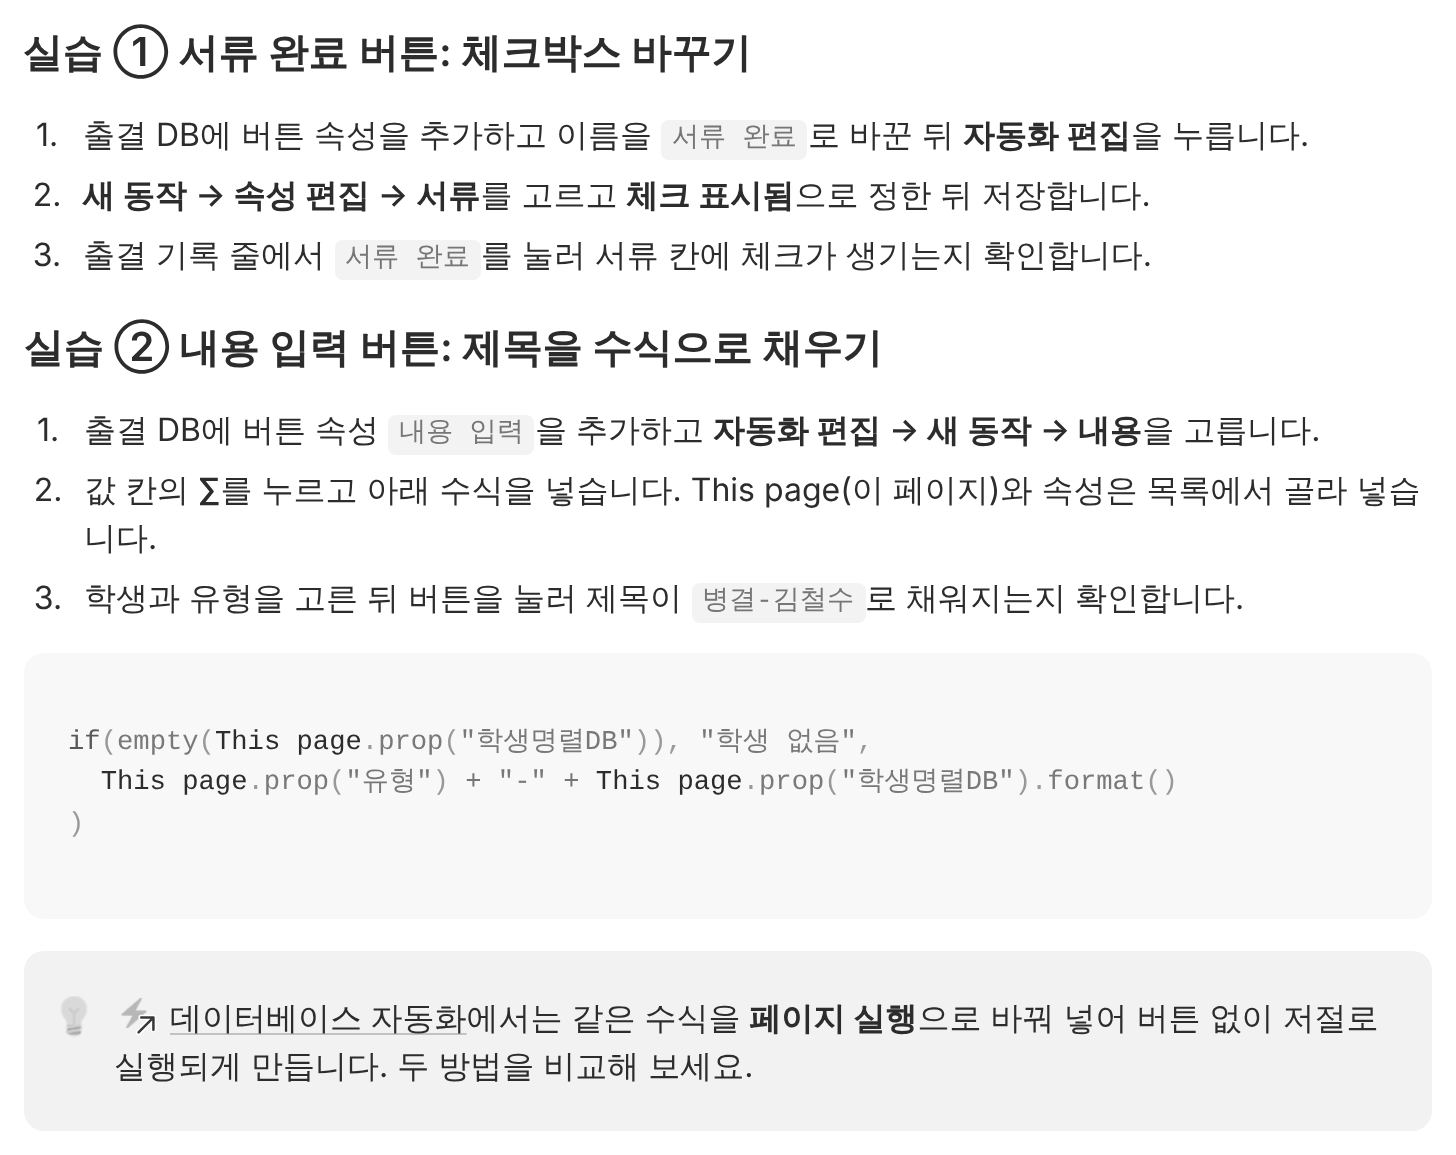 실습 ① 서류 완료 버튼: 체크박스 바꾸기
1. 출결 DB에 버튼 속성을 추가하고 이름을 서류 완료로 바꾼 뒤 자동화 편집을 누릅니다.
2. 새 동작 → 속성 편집 → 서류를 고르고 체크 표시됨으로 정한 뒤 저장합니다.
3. 출결 기록 줄에서 서류 완료를 눌러 서류 칸에 체크가 생기는지 확인합니다.
실습 ② 내용 입력 버튼: 제목을 수식으로 채우기
1. 출결 DB에 버튼 속성 내용 입력을 추가하고 자동화 편집 → 새 동작 → 내용을 고릅니다.
2. 값 칸의 ∑를 누르고 아래 수식을 넣습니다. This page(이 페이지)와 속성은 목록에서 골라 넣습
니다.
3. 학생과 유형을 고른 뒤 버튼을 눌러 제목이 병결-김철수로 채워지는지 확인합니다.
if(empty(This page.prop("학생명렬DB")), "학생 없음",
  This page.prop("유형") + "-" + This page.prop("학생명렬DB").format()
)
데이터베이스 자동화에서는 같은 수식을 페이지 실행으로 바꿔 넣어 버튼 없이 저절로
실행되게 만듭니다. 두 방법을 비교해 보세요.